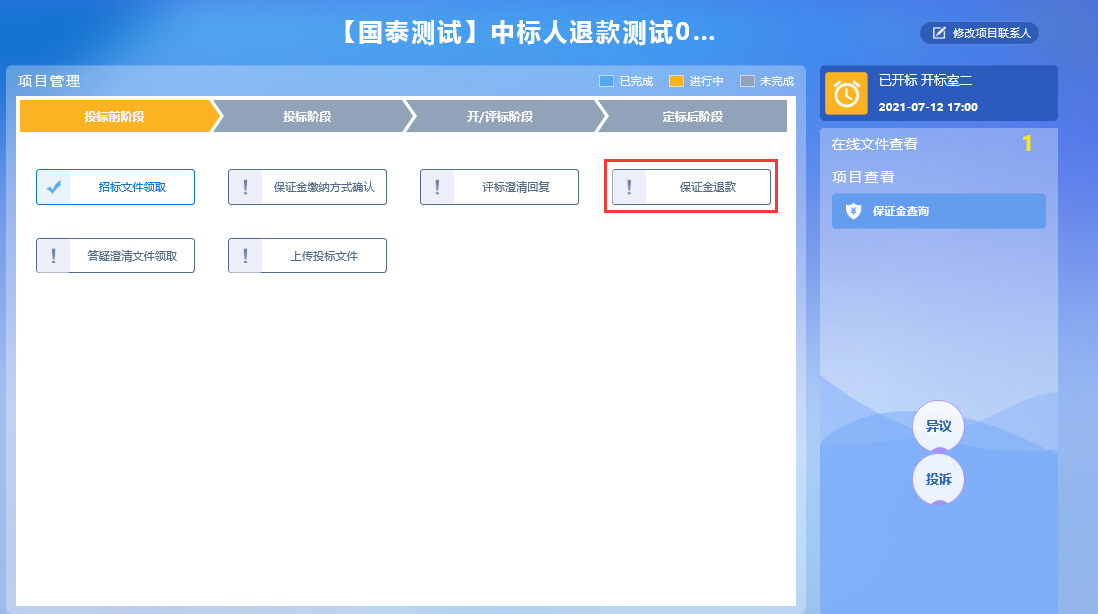 【国泰测试】中标人退款测试0...
修改项目联系人
项目管理
已完成 进行中 未完成
投标前阶段 投标阶段 开/评标阶段 定标后阶段
招标文件领取 保证金缴纳方式确认 评标澄清回复 保证金退款
答疑澄清文件领取 上传投标文件
已开标 开标室二
2021-07-12 17:00
在线文件查看 1
项目查看
保证金查询
异议
投诉